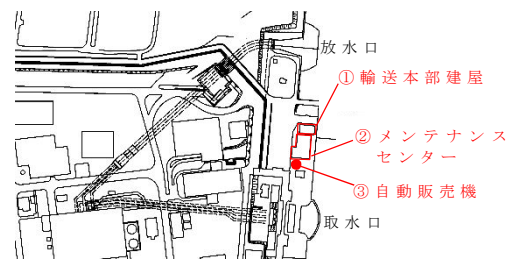 放水口
①輸送本部建屋
②メンテナンス
センター
③自動販売機
取水口